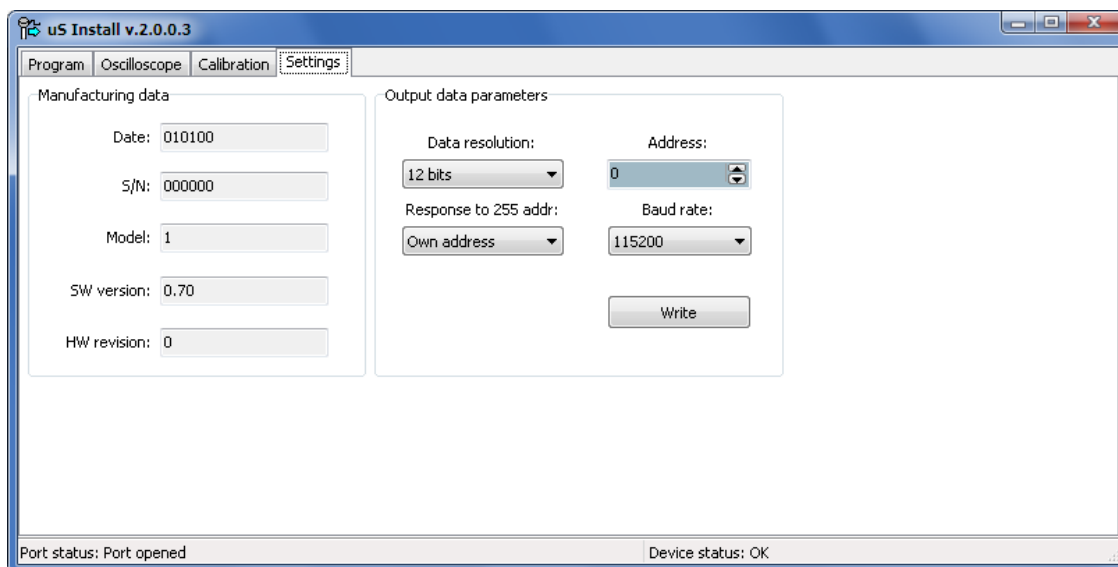 uS Install v.2.0.0.3
Program Oscilloscope Calibration Settings
Manufacturing data
Date: 010100
S/N: 000000
Model: 1
SW version: 0.70
HW revision: 0
Output data parameters
Data resolution: Address:
12 bits 0
Response to 255 addr: Baud rate:
Own address 115200
Write
Port status: Port opened Device status: OK